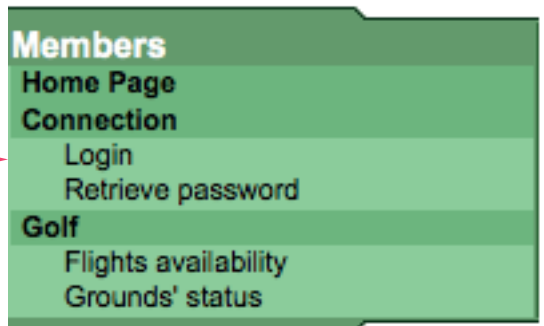 Members
Home Page
Connection
Login
Retrieve password
Golf
Flights availability
Grounds' status